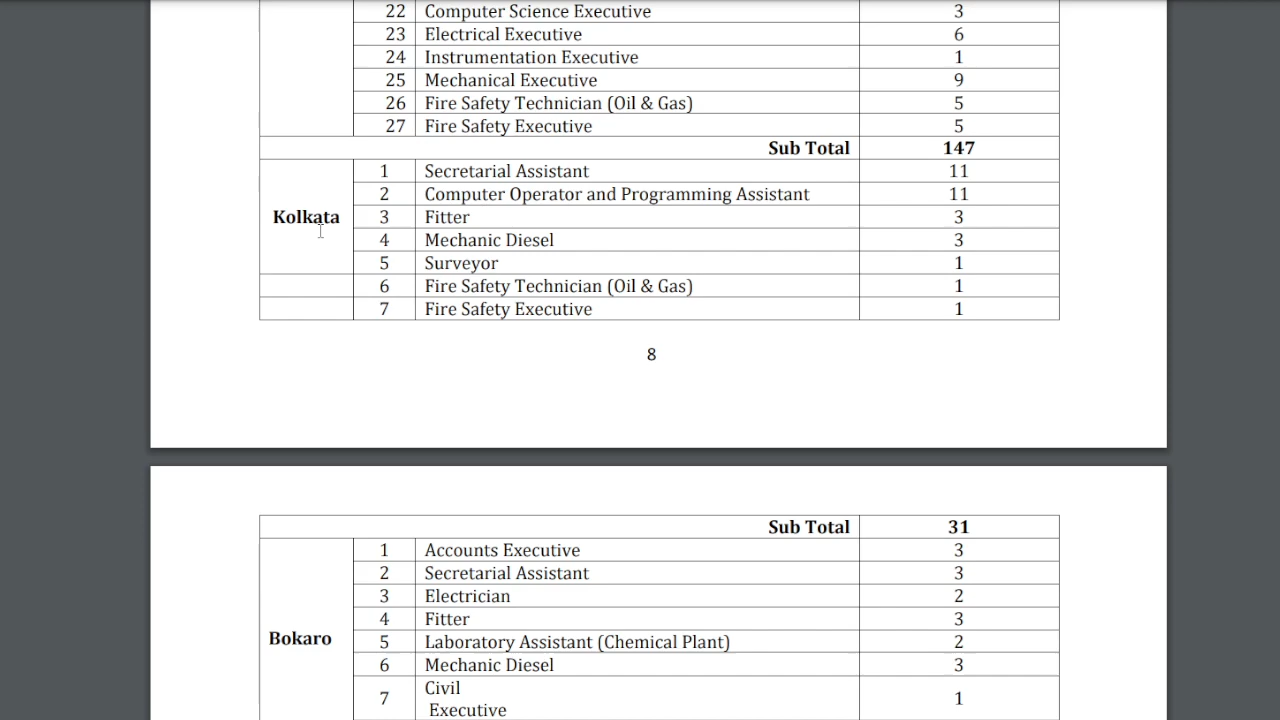 22 Computer Science Executive 3
23 Electrical Executive 6
24 Instrumentation Executive 1
25 Mechanical Executive 9
26 Fire Safety Technician (Oil & Gas) 5
27 Fire Safety Executive 5
Sub Total 147
Kolkata
1 Secretarial Assistant 11
2 Computer Operator and Programming Assistant 11
3 Fitter 3
4 Mechanic Diesel 3
5 Surveyor 1
6 Fire Safety Technician (Oil & Gas) 1
7 Fire Safety Executive 1
8
Sub Total 31
Bokaro
1 Accounts Executive 3
2 Secretarial Assistant 3
3 Electrician 2
4 Fitter 3
5 Laboratory Assistant (Chemical Plant) 2
6 Mechanic Diesel 3
7 Civil 1
Executive